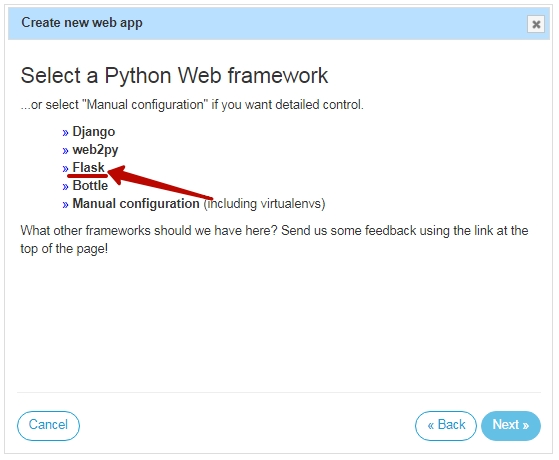 Create new web app
Select a Python Web framework
...or select "Manual configuration" if you want detailed control.
» Django
» web2py
» Flask
» Bottle
» Manual configuration (including virtualenvs)
What other frameworks should we have here? Send us some feedback using the link at the
top of the page!
Cancel
« Back
Next »